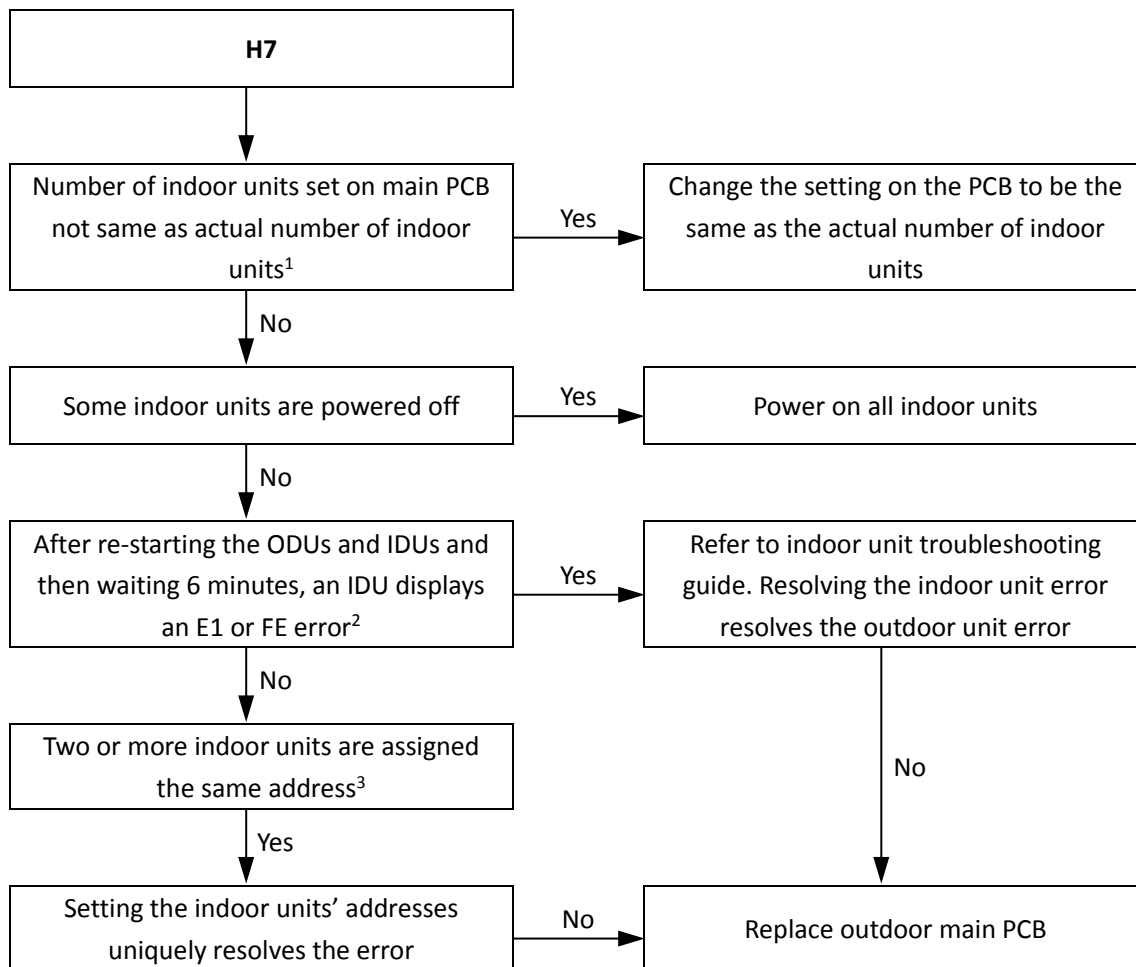 H7
Number of indoor units set on main PCB
not same as actual number of indoor
units¹
Yes
Change the setting on the PCB to be the
same as the actual number of indoor
units
No
Some indoor units are powered off
Yes
Power on all indoor units
No
After re-starting the ODUs and IDUs and
then waiting 6 minutes, an IDU displays
an E1 or FE error²
Yes
Refer to indoor unit troubleshooting
guide. Resolving the indoor unit error
resolves the outdoor unit error
No
Two or more indoor units are assigned
the same address³
No
Yes
Setting the indoor units’ addresses
uniquely resolves the error
No
Replace outdoor main PCB